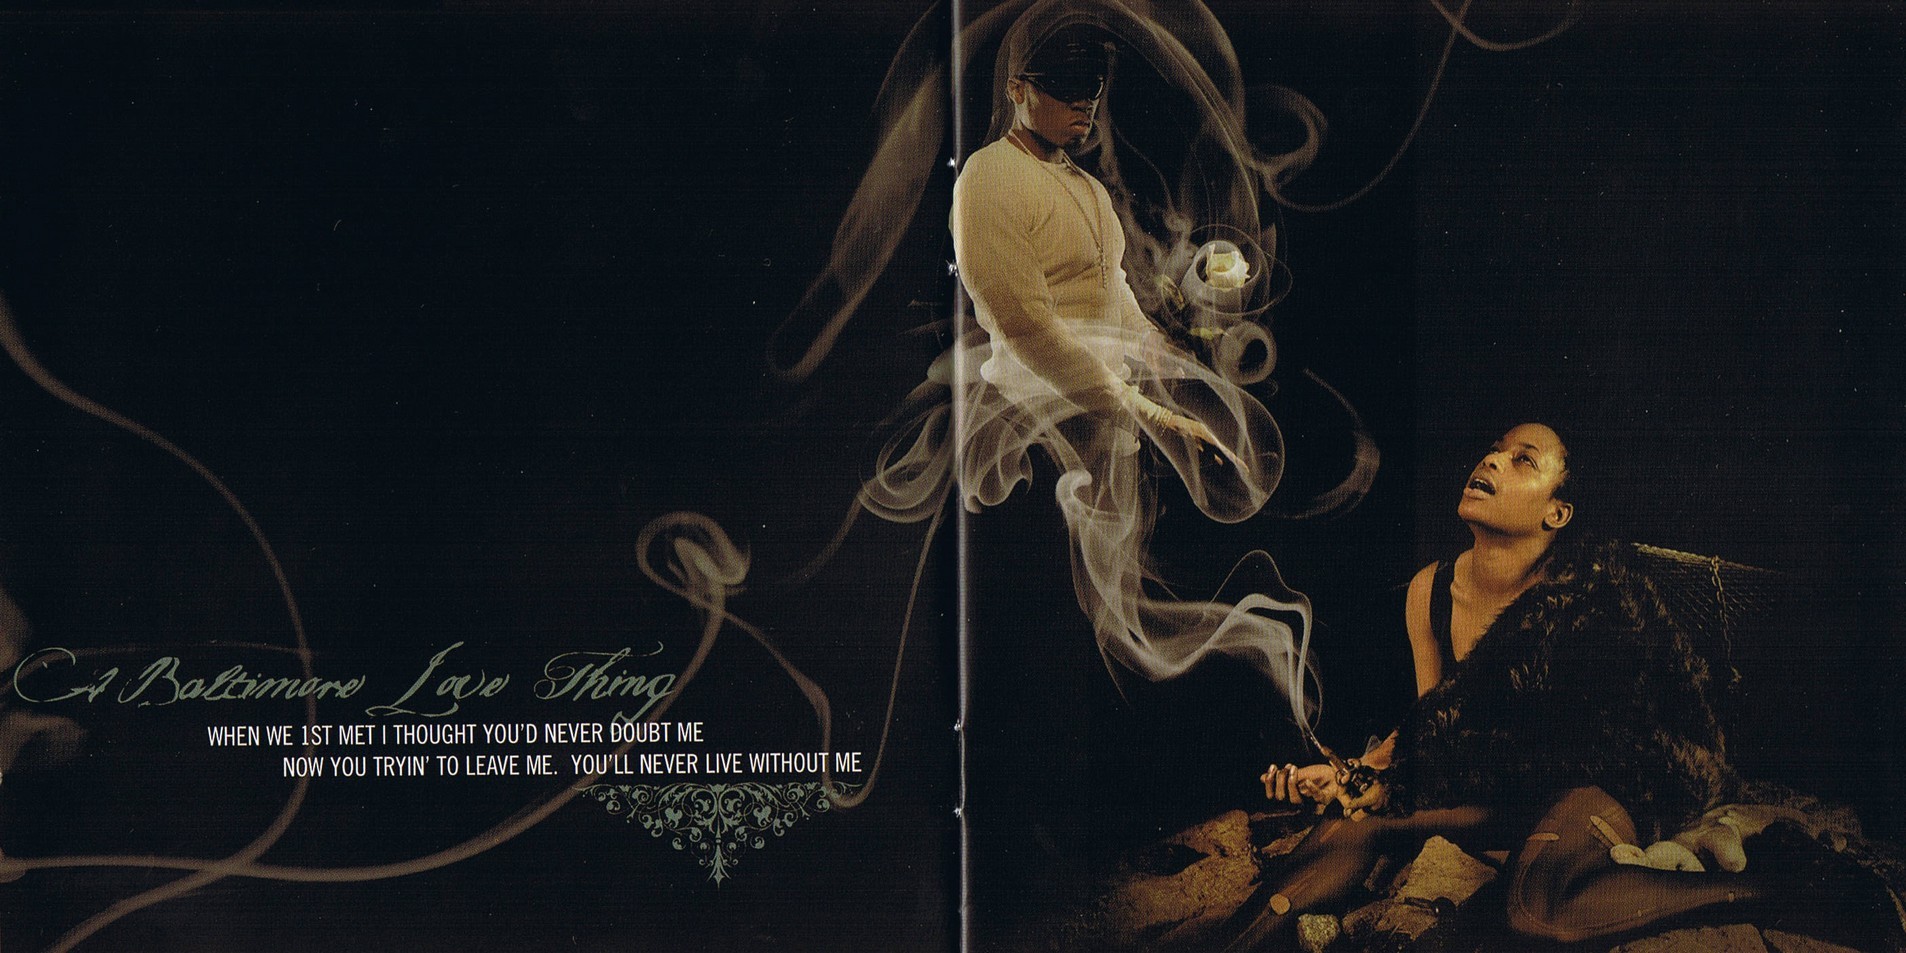 A Baltimore Love Thing
WHEN WE 1ST MET I THOUGHT YOU'D NEVER DOUBT ME
NOW YOU TRYIN' TO LEAVE ME. YOU'LL NEVER LIVE WITHOUT ME